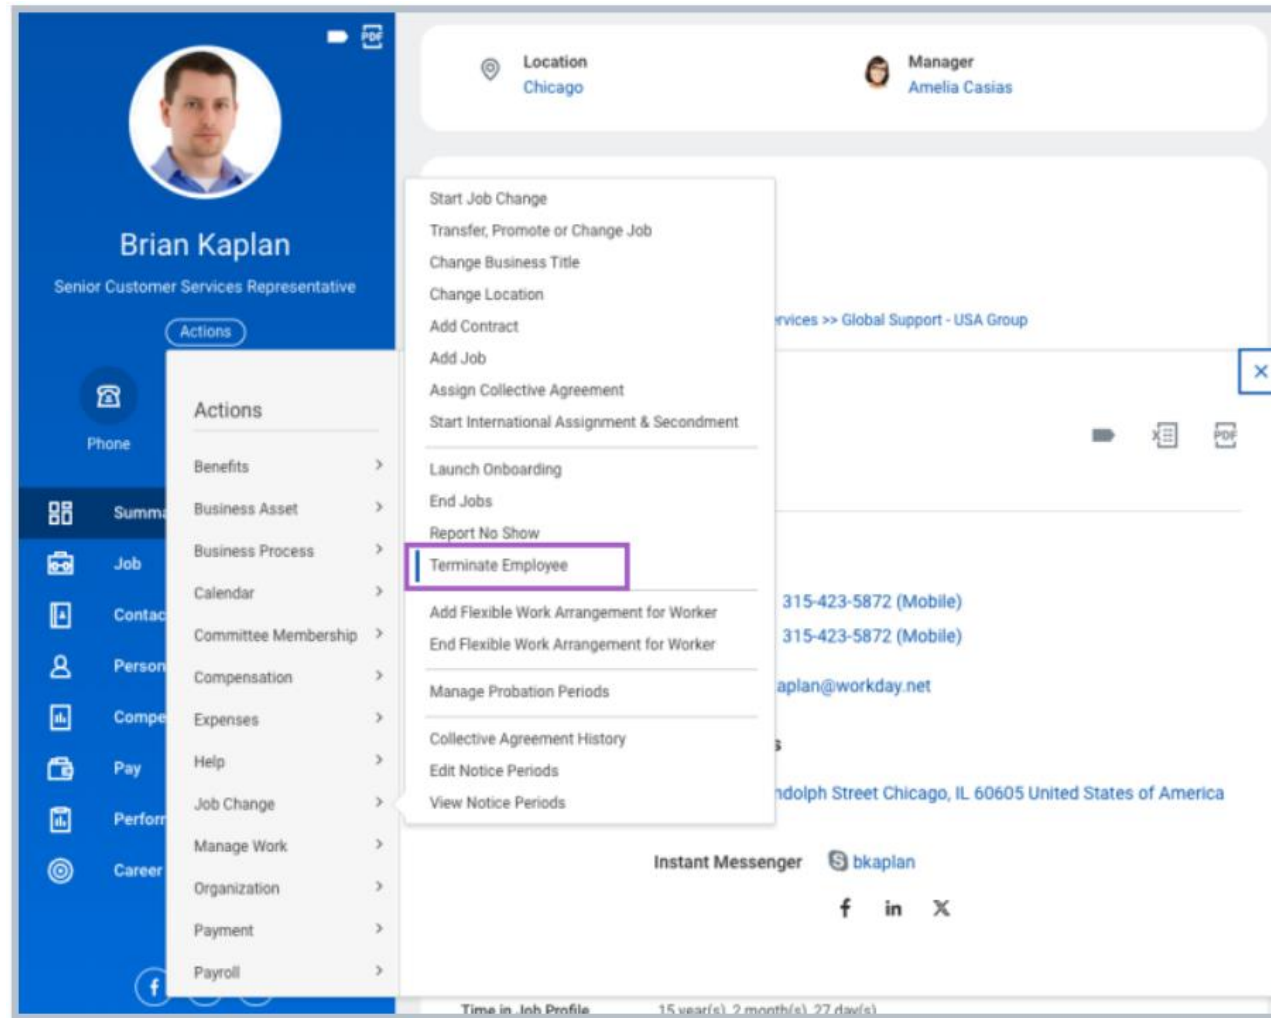 PDF
Brian Kaplan
Senior Customer Services Representative
Actions
Phone
Summa
Job
Contac
Person
Compe
Pay
Perforr
Career
Location
Chicago
Manager
Amelia Casias
Actions
Benefits
Business Asset
Business Process
Calendar
Committee Membership
Compensation
Expenses
Help
Job Change
Manage Work
Organization
Payment
Payroll
Start Job Change
Transfer, Promote or Change Job
Change Business Title
Change Location
Add Contract
Add Job
Assign Collective Agreement
Start International Assignment & Secondment
Launch Onboarding
End Jobs
Report No Show
Terminate Employee
Add Flexible Work Arrangement for Worker
End Flexible Work Arrangement for Worker
Manage Probation Periods
Collective Agreement History
Edit Notice Periods
View Notice Periods
ervices >> Global Support - USA Group
PDF
315-423-5872 (Mobile)
315-423-5872 (Mobile)
aplan@workday.net
s
ndolph Street Chicago, IL 60605 United States of America
Instant Messenger bkaplan
Time in Job Profile 15 year(s), 2 month(s), 27 day(s)